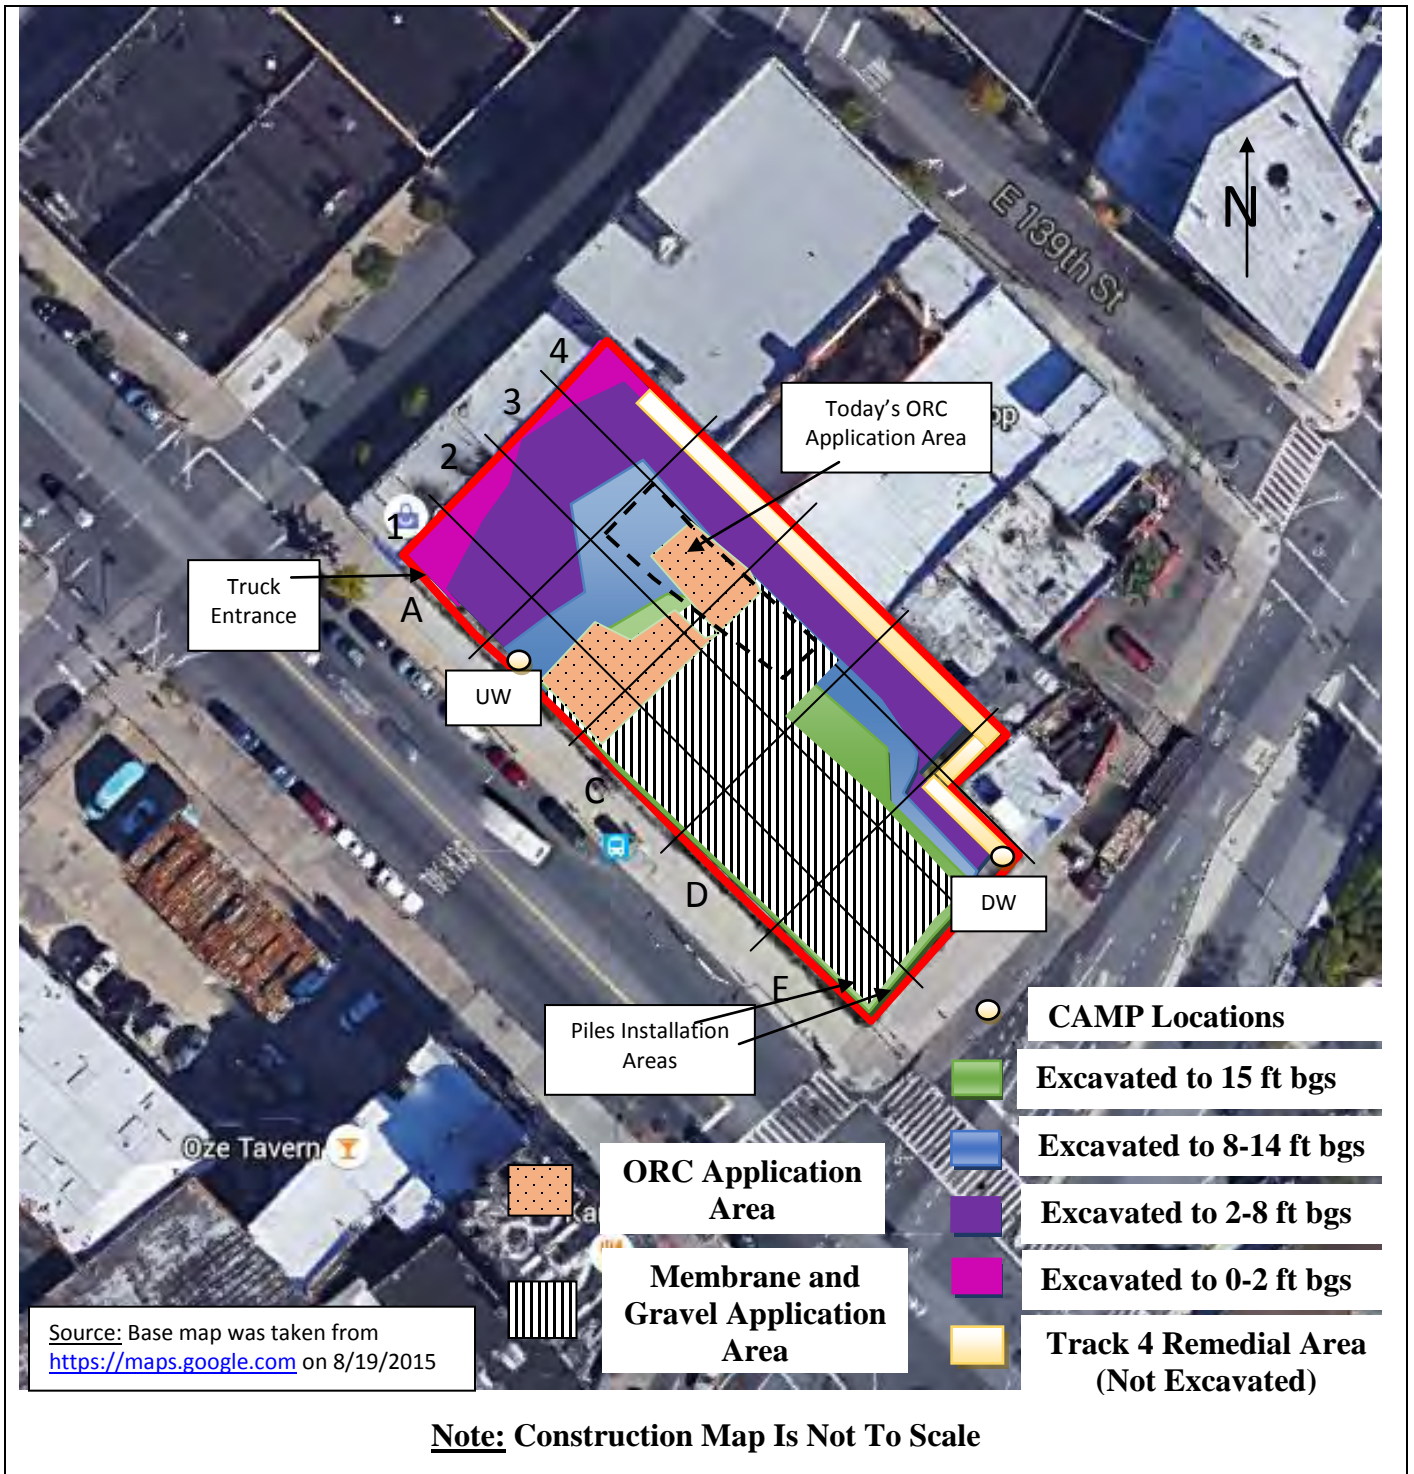 E 139th St
N
4
3
2
1
Today's ORC
Application Area
op
Truck
Entrance
A
UW
C
D
DW
E
Piles Installation
Areas
CAMP Locations
Excavated to 15 ft bgs
Excavated to 8-14 ft bgs
Excavated to 2-8 ft bgs
Excavated to 0-2 ft bgs
Track 4 Remedial Area
(Not Excavated)
Oze Tavern
ORC Application
Area
Ka
Membrane and
Gravel Application
Area
Source: Base map was taken from
https://maps.google.com on 8/19/2015
Note: Construction Map Is Not To Scale